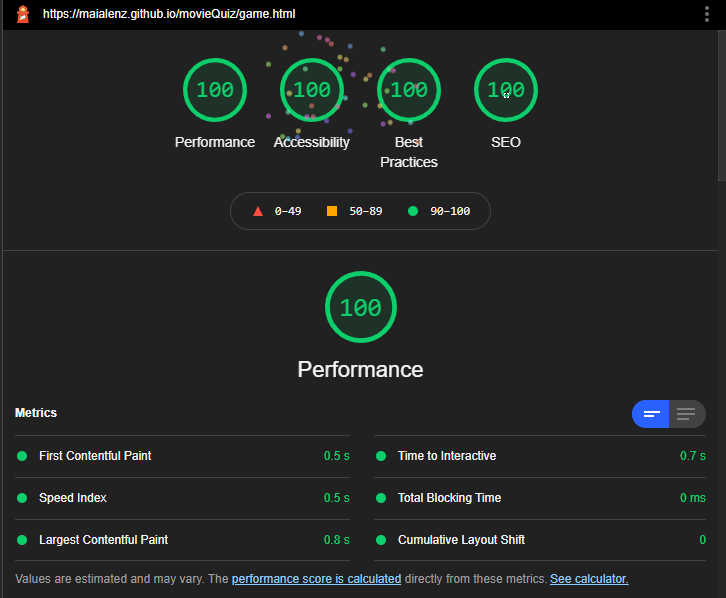 https://maialenz.github.io/movieQuiz/game.html
100 100 100 100
Performance Accessibility Best Practices SEO
0–49 50–89 90–100
100
Performance
Metrics
First Contentful Paint 0.5 s
Time to Interactive 0.7 s
Speed Index 0.5 s
Total Blocking Time 0 ms
Largest Contentful Paint 0.8 s
Cumulative Layout Shift 0
Values are estimated and may vary. The performance score is calculated directly from these metrics. See calculator.